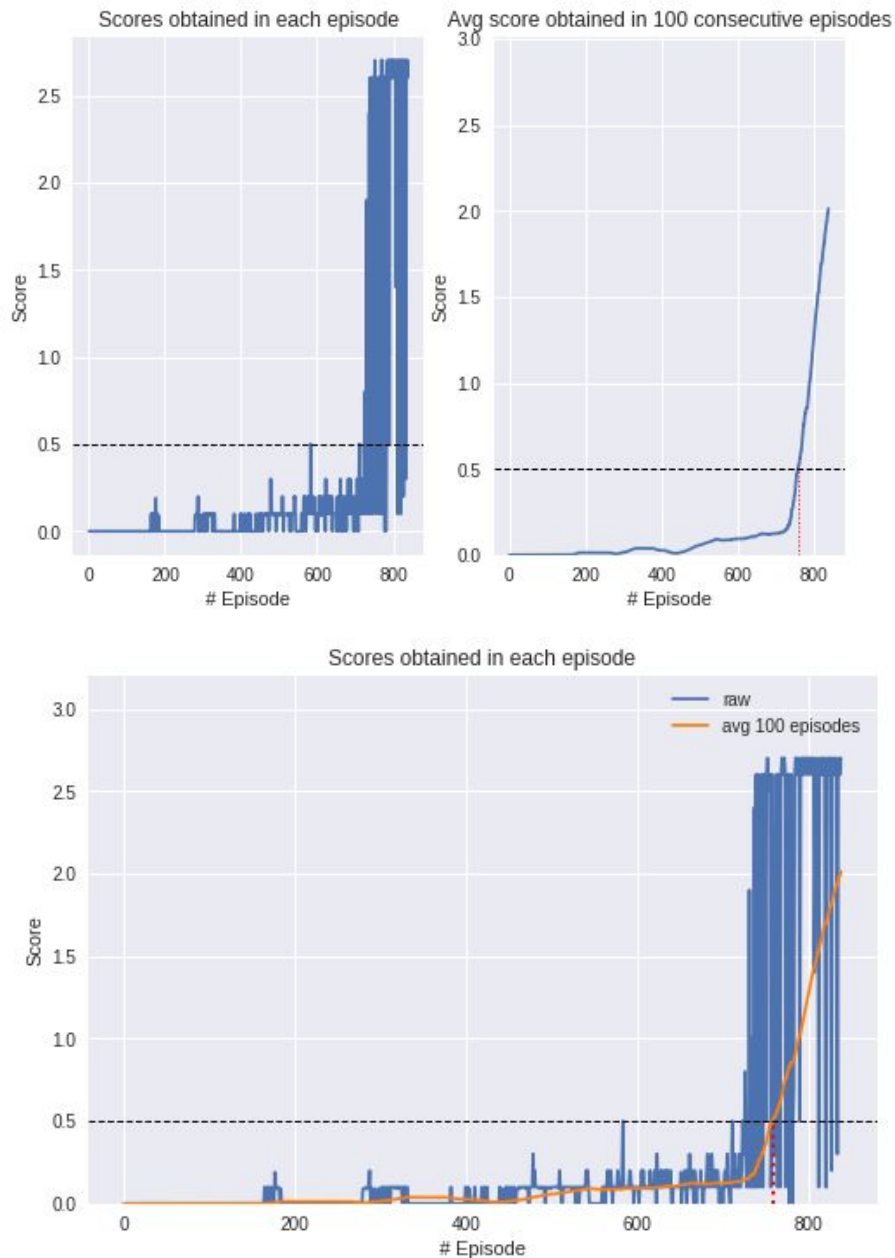 Scores obtained in each episode
2.5
2.0
1.5
1.0
0.5
0.0
Score
0 200 400 600 800
# Episode
Avg score obtained in 100 consecutive episodes
3.0
2.5
2.0
1.5
1.0
0.5
0.0
Score
0 200 400 600 800
# Episode
Scores obtained in each episode
raw
avg 100 episodes
3.0
2.5
2.0
1.5
1.0
0.5
0.0
Score
0 200 400 600 800
# Episode